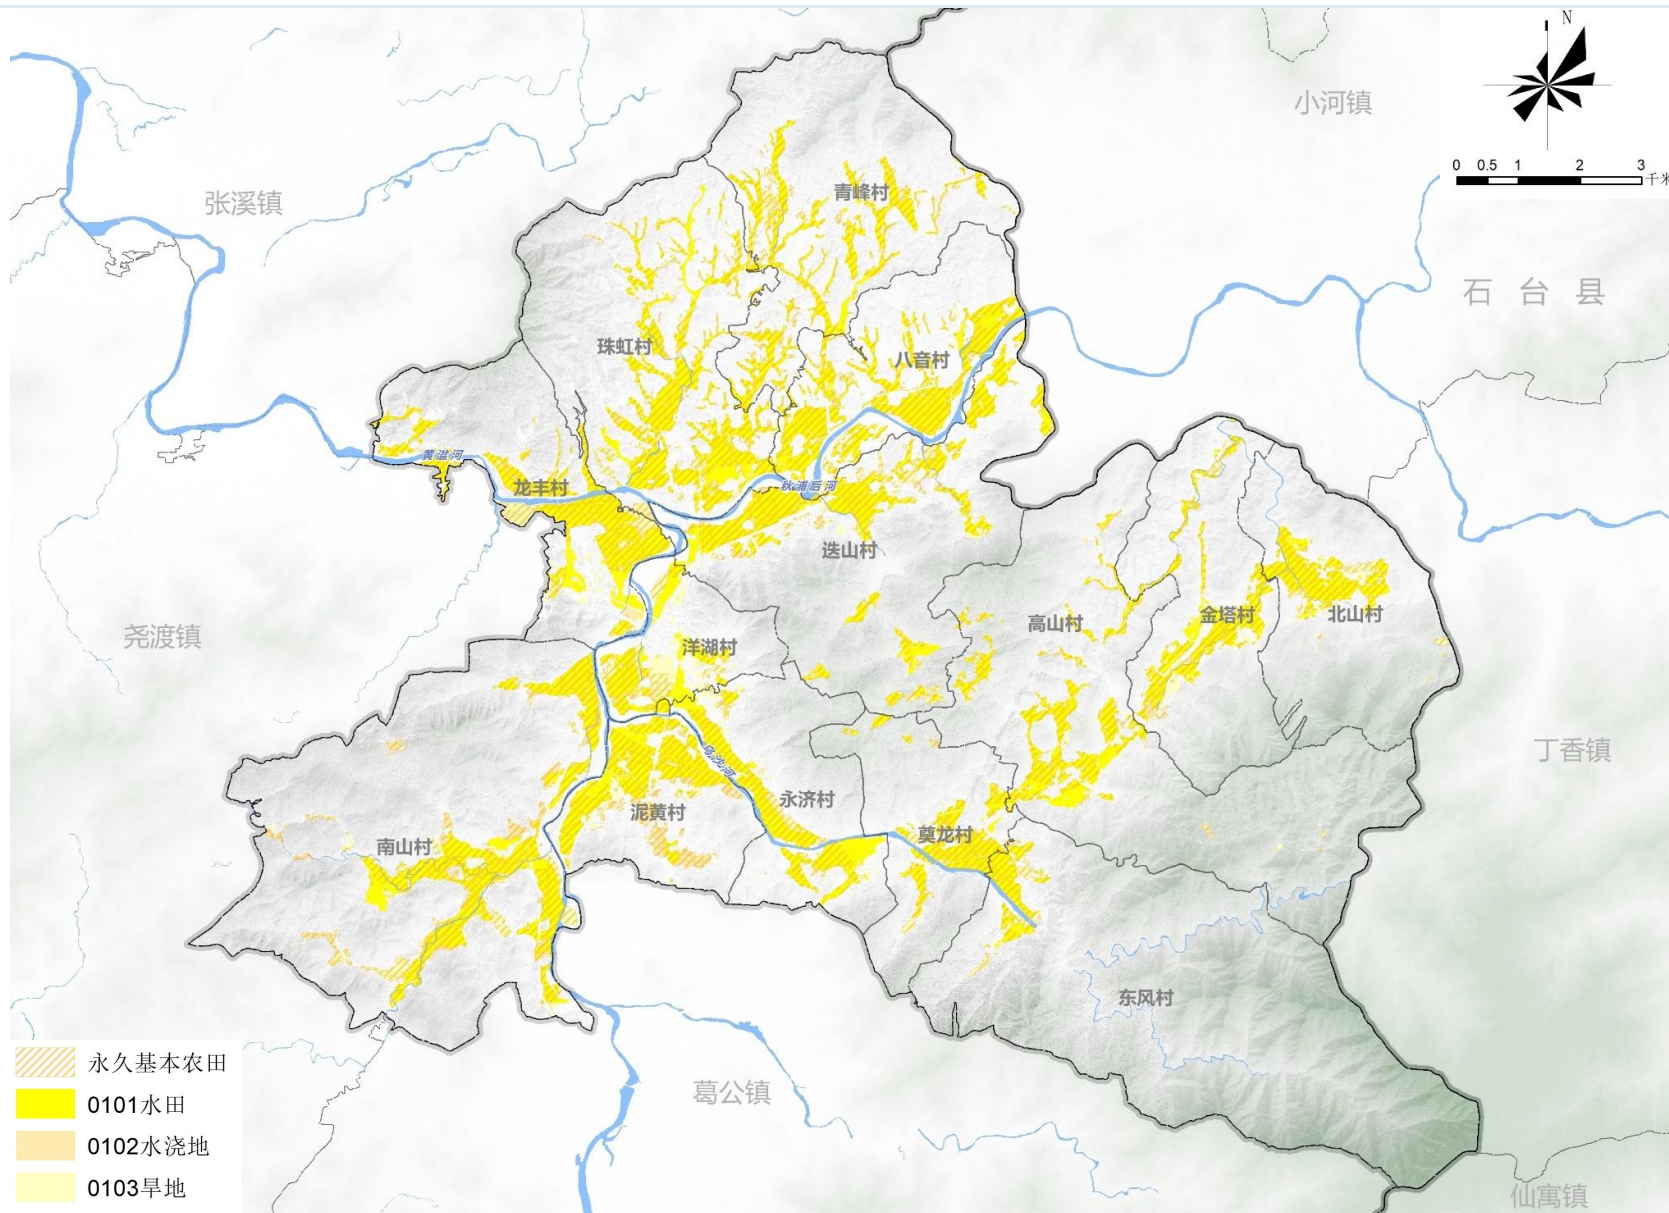 N
小河镇
0 0.5 1 2 3
千米
张溪镇
青峰村
石台县
珠虹村
八音村
黄湓河
龙丰村
秋浦后河
迭山村
尧渡镇
高山村
金塔村
北山村
洋湖村
丁香镇
乌沙河
永济村
泥黄村
奠龙村
南山村
东风村
永久基本农田
0101水田
0102水浇地
0103旱地
葛公镇
仙寓镇